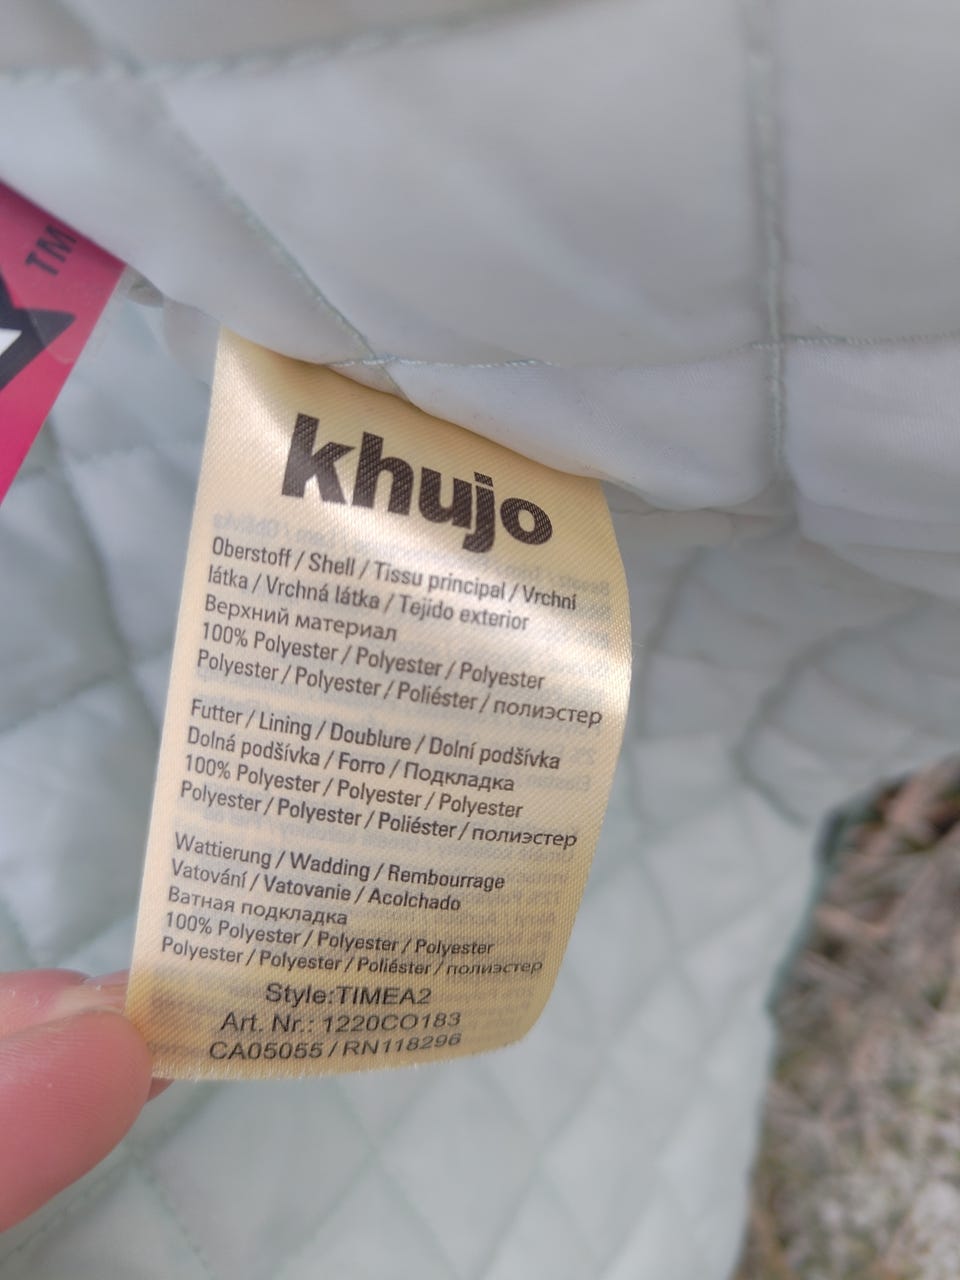 TM
khujo
Oberstoff / Shell / Tissu principal / Vrchní
látka / Vrchná látka / Tejido exterior
Верхний материал
100% Polyester / Polyester / Polyester
Polyester / Polyester / Poliéster / полиэстер
Futter / Lining / Doublure / Dolní podšívka
Dolná podšívka / Forro / Подкладка
100% Polyester / Polyester / Polyester
Polyester / Polyester / Poliéster / полиэстер
Wattierung / Wadding / Rembourrage
Vatování / Vatovanie / Acolchado
Ватная подкладка
100% Polyester / Polyester / Polyester
Polyester / Polyester / Poliéster / полиэстер
Style:TIMEA2
Art. Nr.: 1220CO183
CA05055 / RN118296